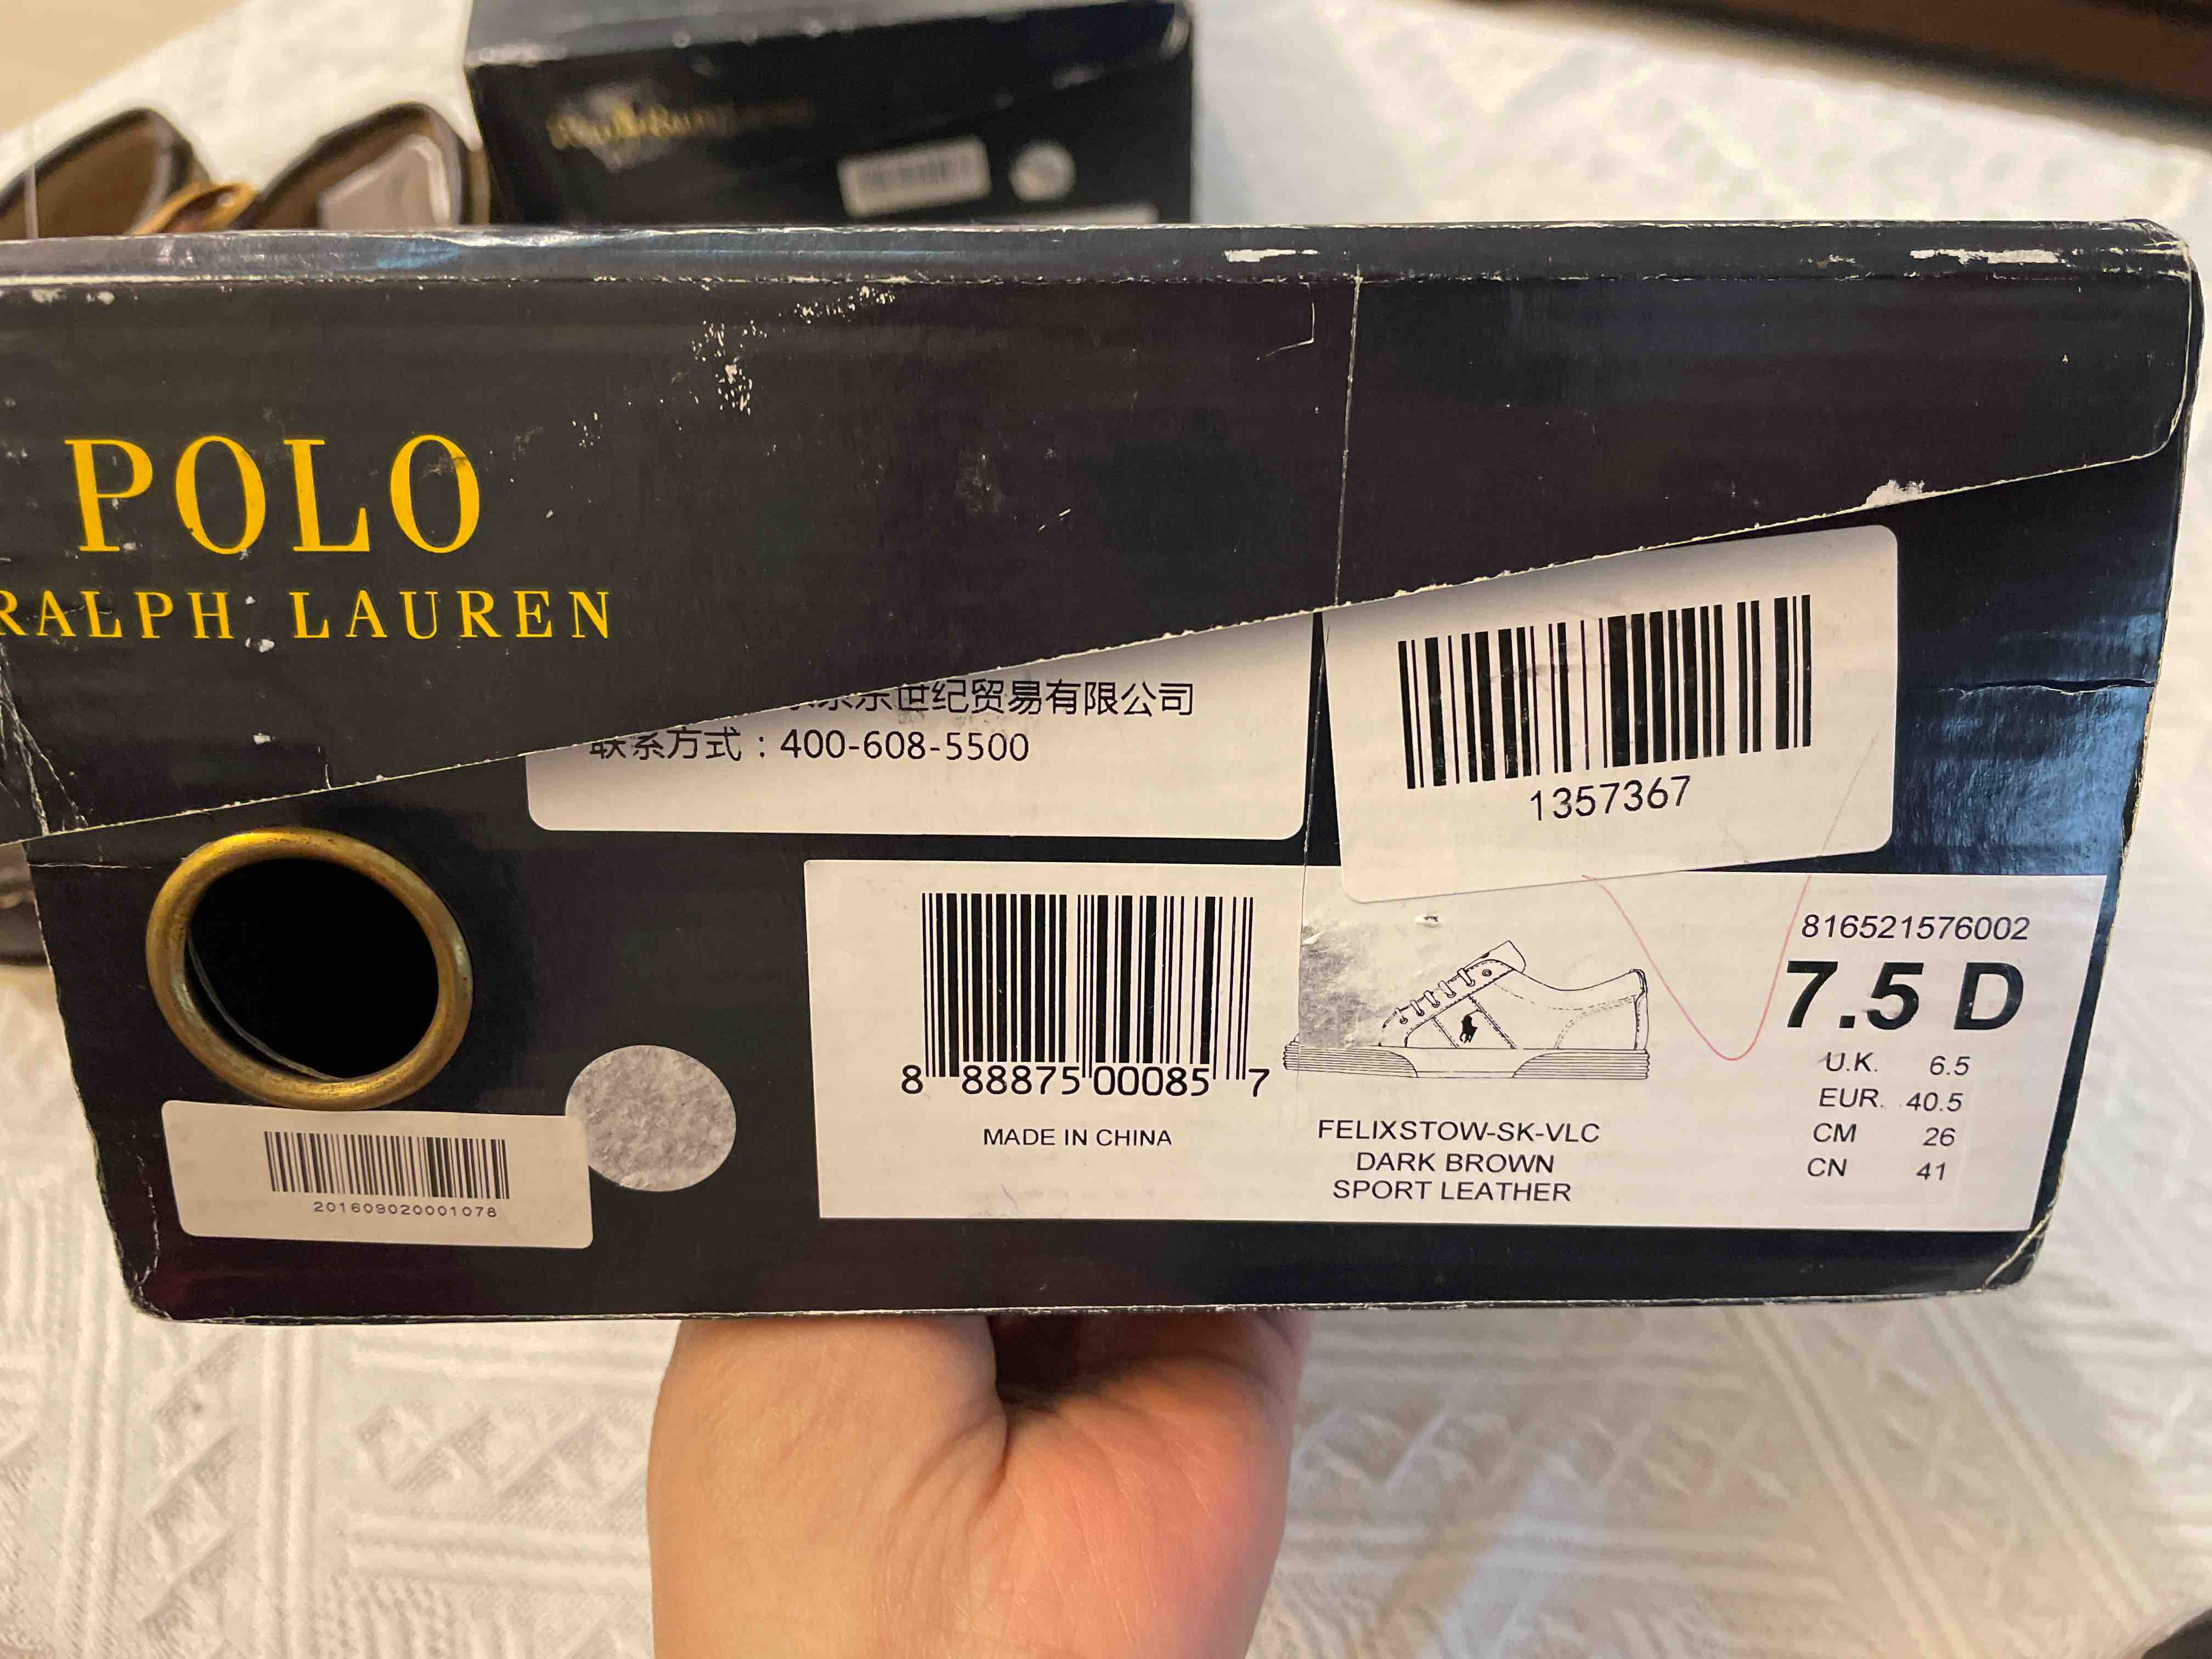 POLO
RALPH LAUREN
京世纪贸易有限公司
联系方式：400-608-5500
1357367
8 88875 00085 7
MADE IN CHINA
201609020001078
FELIXSTOW-SK-VLC
DARK BROWN
SPORT LEATHER
816521576002
7.5 D
U.K. 6.5
EUR. 40.5
CM 26
CN 41